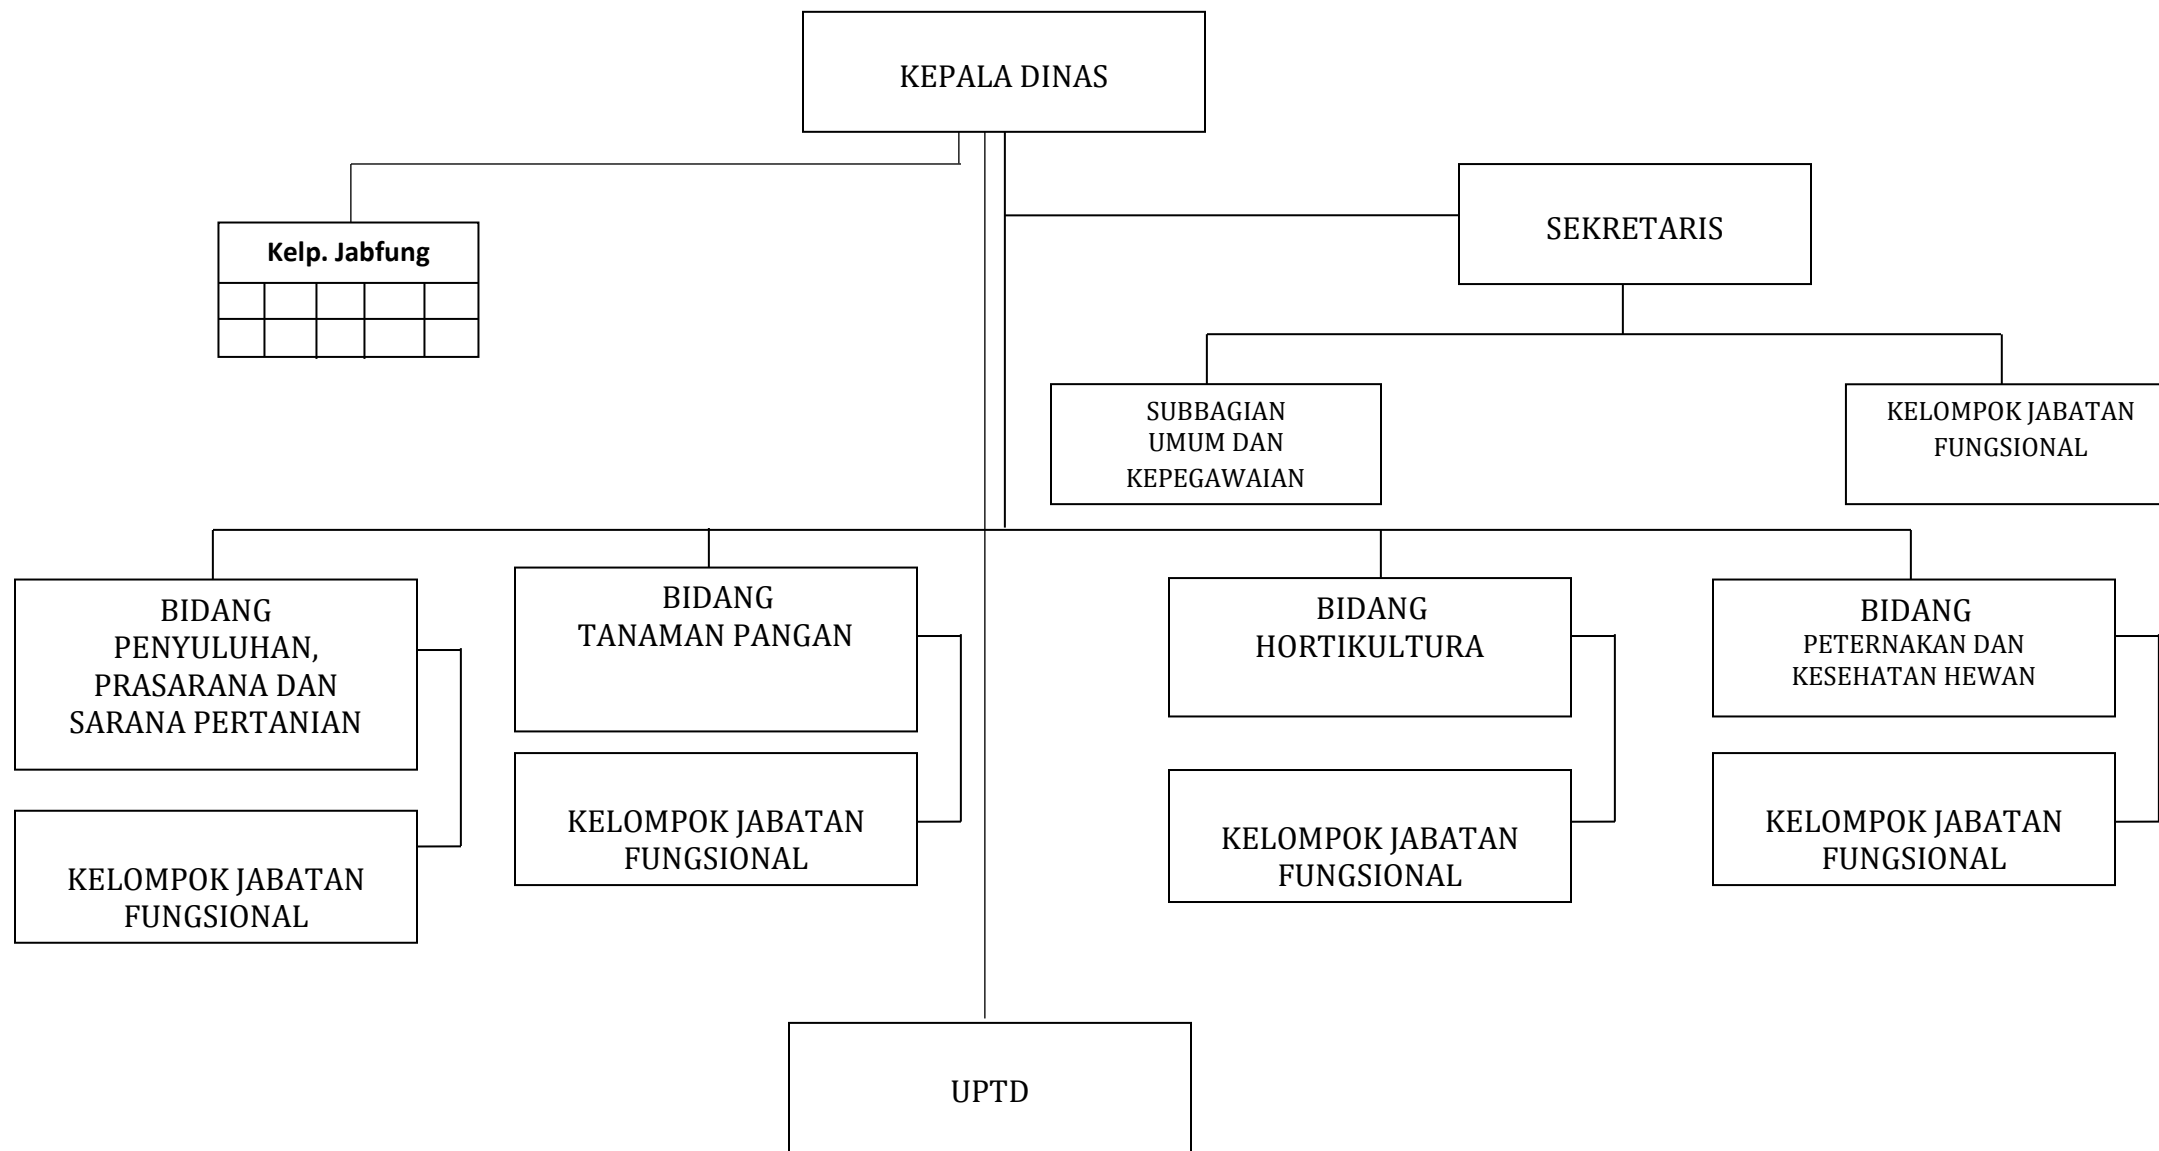 KEPALA DINAS
SEKRETARIS
Kelp. Jabfung
SUBBAGIAN
UMUM DAN
KEPEGAWAIAN
KELOMPOK JABATAN
FUNGSIONAL
BIDANG
PENYULUHAN,
PRASARANA DAN
SARANA PERTANIAN
BIDANG
TANAMAN PANGAN
BIDANG
HORTIKULTURA
BIDANG
PETERNAKAN DAN
KESEHATAN HEWAN
KELOMPOK JABATAN
FUNGSIONAL
KELOMPOK JABATAN
FUNGSIONAL
KELOMPOK JABATAN
FUNGSIONAL
KELOMPOK JABATAN
FUNGSIONAL
UPTD